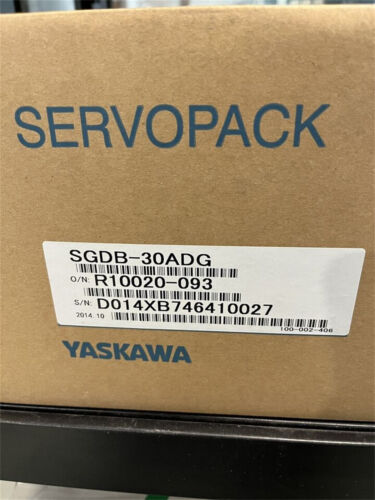 SERVOPACK
SGDB-30ADG
O/N: R10020-093
S/N: D014XB746410027
2014.10 100-002-406
YASKAWA